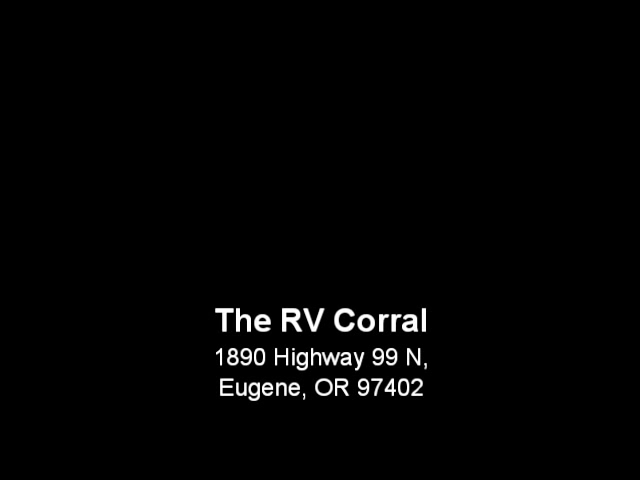 The RV Corral
1890 Highway 99 N,
Eugene, OR 97402